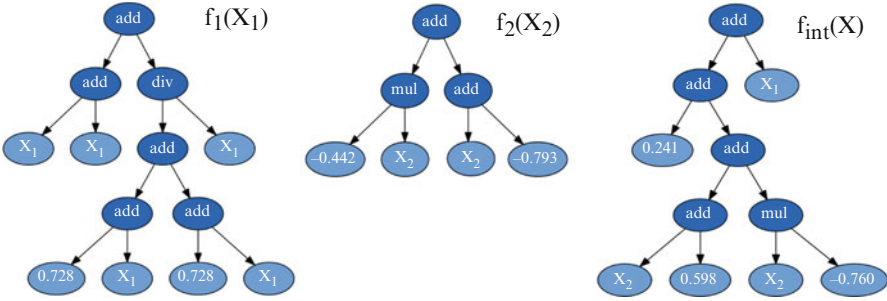 f₁(X₁)
add
add div
X₁ X₁ add X₁
add add
0.728 X₁ 0.728 X₁
f₂(X₂)
add
mul add
–0.442 X₂ X₂ –0.793
f_int(X)
add
add X₁
0.241 add
add mul
X₂ 0.598 X₂ –0.760